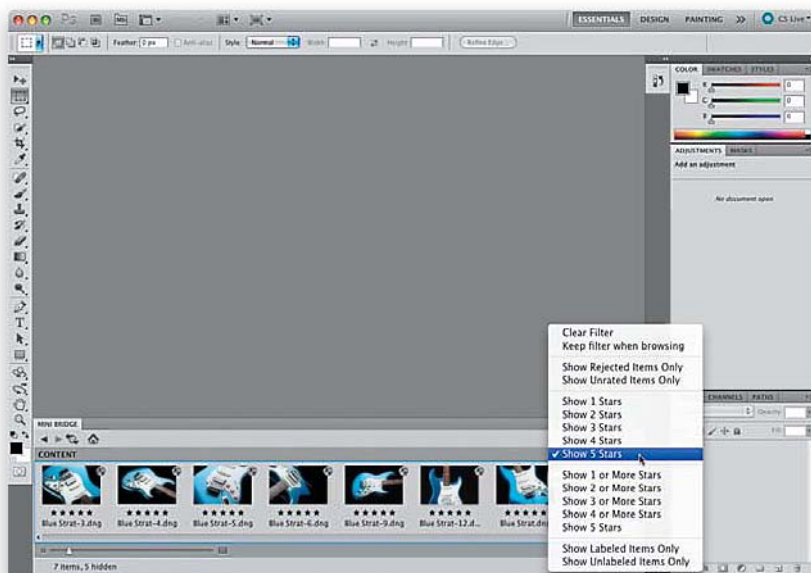 Ps Br Mb ESSENTIALS DESIGN PAINTING CS Live
Feather: 0 px Anti-alias Style: Normal Width: Height: Refine Edge...
COLOR SWATCHES STYLES
0
G 0
0
ADJUSTMENTS MASKS
Add an adjustment
No document open
CHANNELS PATHS
Opacity:
Fill:
Clear Filter
Keep filter when browsing
Show Rejected Items Only
Show Unrated Items Only
Show 1 Stars
Show 2 Stars
Show 3 Stars
Show 4 Stars
✓ Show 5 Stars
Show 1 or More Stars
Show 2 or More Stars
Show 3 or More Stars
Show 4 or More Stars
Show 5 Stars
Show Labeled Items Only
Show Unlabeled Items Only
MINI BRIDGE
CONTENT
★★★★★ ★★★★★ ★★★★★ ★★★★★ ★★★★★ ★★★★★ ★★★★
Blue Strat-3.dng Blue Strat-4.dng Blue Strat-5.dng Blue Strat-6.dng Blue Strat-9.dng Blue Strat-12.d... Blue Strat.dng
7 items, 5 hidden